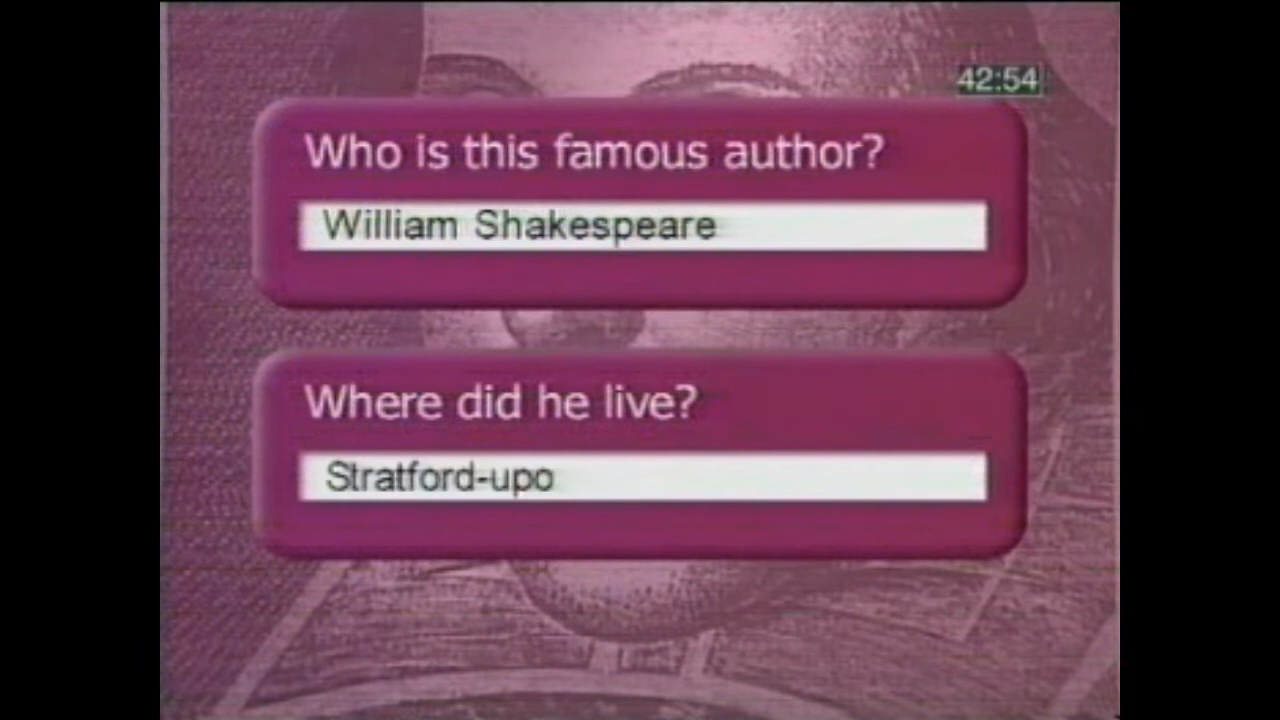 42:54
Who is this famous author?
William Shakespeare
Where did he live?
Stratford-upo